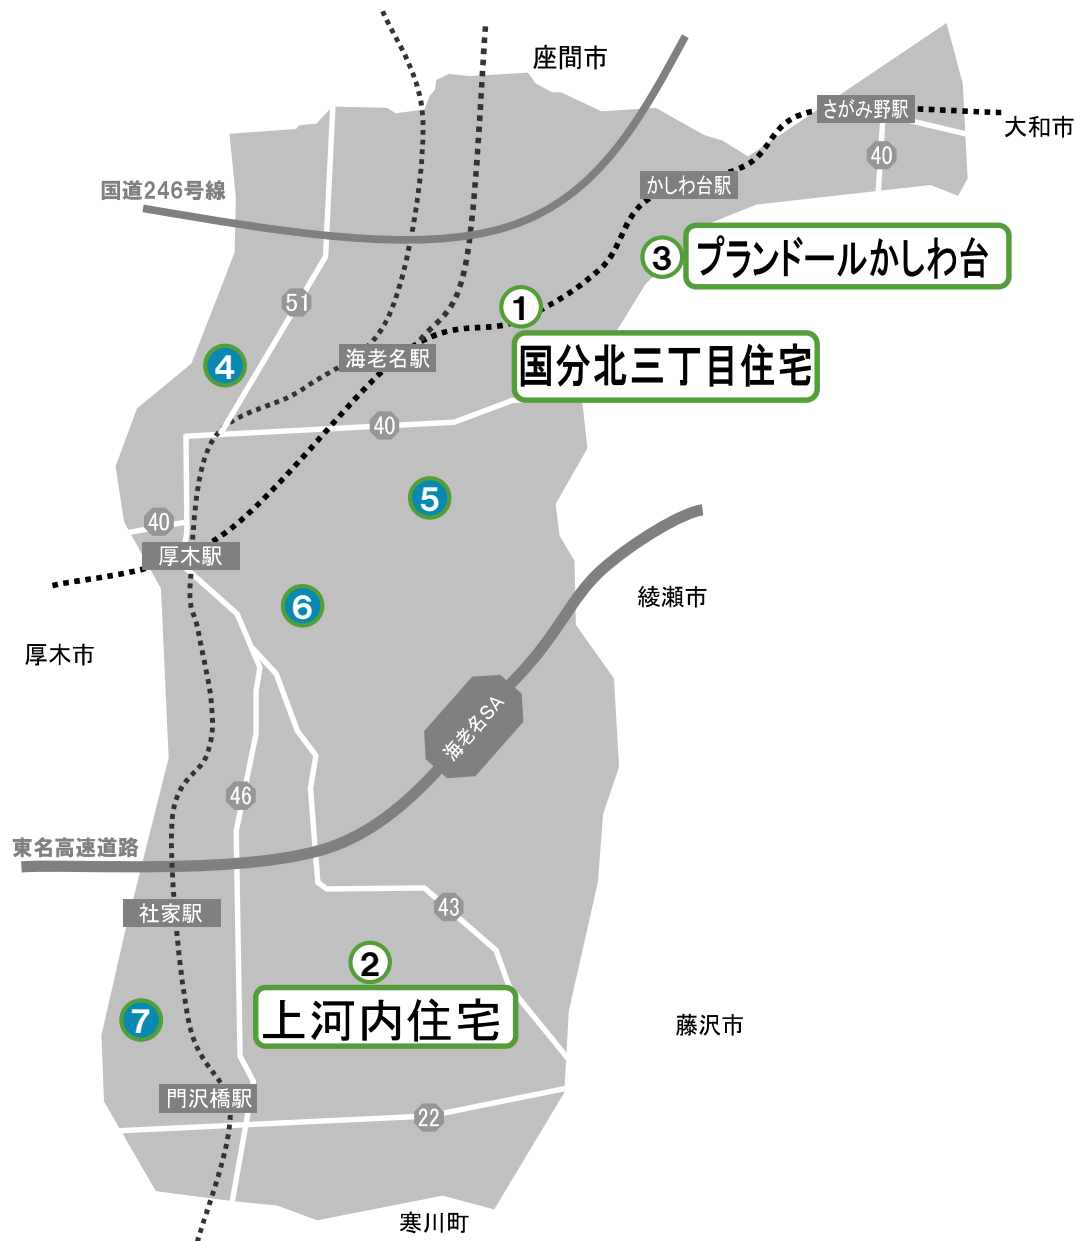 座間市
さがみ野駅
大和市
40
かしわ台駅
国道246号線
③
プランドールかしわ台
51
①
国分北三丁目住宅
海老名駅
④
40
⑤
40
厚木駅
⑥
綾瀬市
厚木市
海老名SA
46
東名高速道路
社家駅
43
②
上河内住宅
⑦
藤沢市
門沢橋駅
22
寒川町